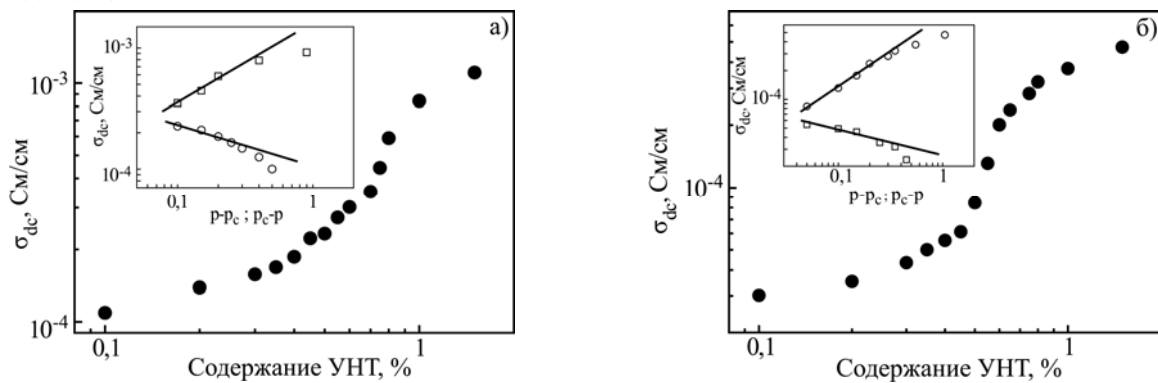 а)
10⁻³
10⁻⁴
σdc, См/см
0,1
1
Содержание УНТ, %
10⁻³
10⁻⁴
σdc, См/см
0,1
1
p-pc ; pc-p
б)
10⁻⁴
σdc, См/см
0,1
1
Содержание УНТ, %
10⁻⁴
σdc, См/см
0,1
1
p-pc ; pc-p